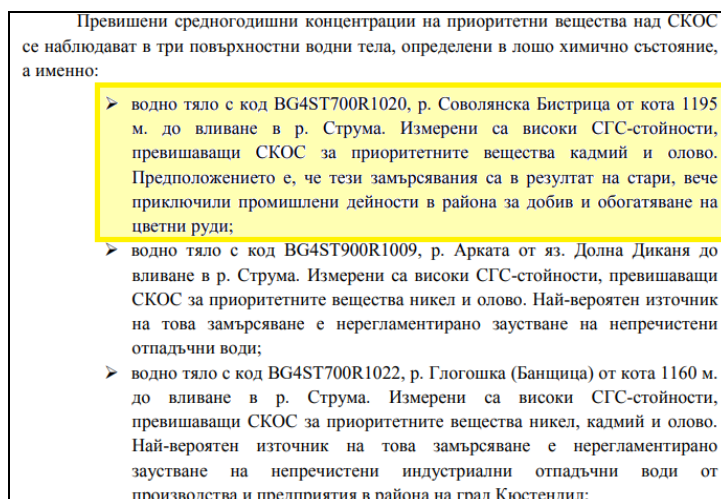 Превишени средногодишни концентрации на приоритетни вещества над СКОС
се наблюдават в три повърхностни водни тела, определени в лошо химично състояние,
а именно:
➢ водно тяло с код BG4ST700R1020, р. Соволянска Бистрица от кота 1195
м. до вливане в р. Струма. Измерени са високи СГС-стойности,
превишаващи СКОС за приоритетните вещества кадмий и олово.
Предположението е, че тези замърсявания са в резултат на стари, вече
приключили промишлени дейности в района за добив и обогатяване на
цветни руди;
➢ водно тяло с код BG4ST900R1009, р. Арката от яз. Долна Диканя до
вливане в р. Струма. Измерени са високи СГС-стойности, превишаващи
СКОС за приоритетните вещества никел и олово. Най-вероятен източник
на това замърсяване е нерегламентирано заустване на непречистени
отпадъчни води;
➢ водно тяло с код BG4ST700R1022, р. Глогошка (Банщица) от кота 1160 м.
до вливане в р. Струма. Измерени са високи СГС-стойности,
превишаващи СКОС за приоритетните вещества никел, кадмий и олово.
Най-вероятен източник на това замърсяване е нерегламентирано
заустване на непречистени индустриални отпадъчни води от
производства и предприятия в района на град Кюстендил;